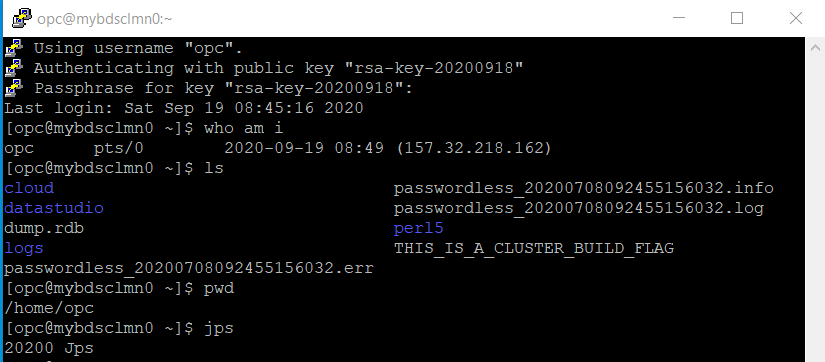 opc@mybdsclmn0:~
Using username "opc".
Authenticating with public key "rsa-key-20200918"
Passphrase for key "rsa-key-20200918":
Last login: Sat Sep 19 08:45:16 2020
[opc@mybdsclmn0 ~]$ who am i
opc      pts/0        2020-09-19 08:49 (157.32.218.162)
[opc@mybdsclmn0 ~]$ ls
cloud                                  passwordless_20200708092455156032.info
datastudio                             passwordless_20200708092455156032.log
dump.rdb                               perl5
logs                                   THIS_IS_A_CLUSTER_BUILD_FLAG
passwordless_20200708092455156032.err
[opc@mybdsclmn0 ~]$ pwd
/home/opc
[opc@mybdsclmn0 ~]$ jps
20200 Jps